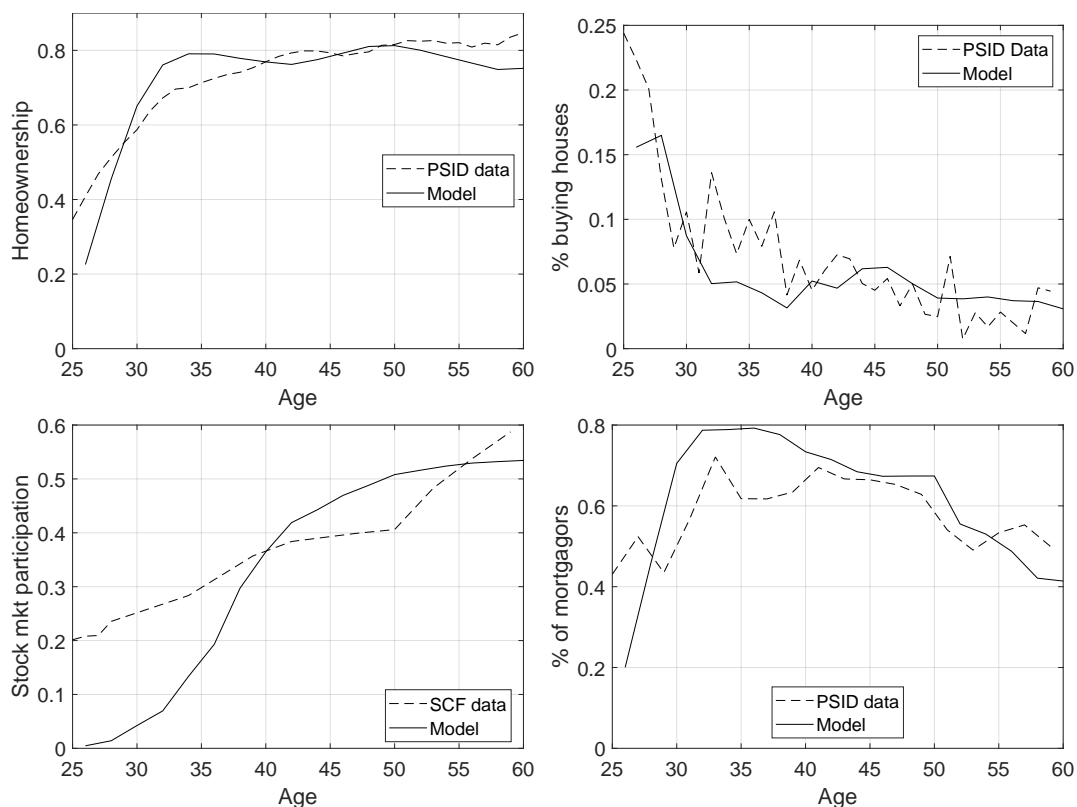 Homeownership
0.8
0.6
0.4
0.2
0
25 30 35 40 45 50 55 60
Age
PSID data
Model
% buying houses
0.25
0.2
0.15
0.1
0.05
0
25 30 35 40 45 50 55 60
Age
PSID Data
Model
Stock mkt participation
0.6
0.5
0.4
0.3
0.2
0.1
0
25 30 35 40 45 50 55 60
Age
SCF data
Model
% of mortgagors
0.8
0.6
0.4
0.2
0
25 30 35 40 45 50 55 60
Age
PSID data
Model